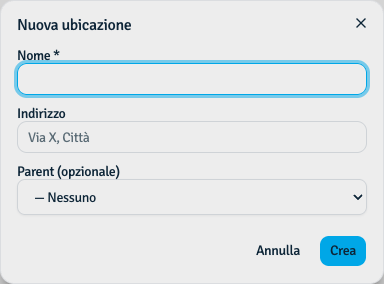 Nuova ubicazione
Nome *
Indirizzo
Via X, Città
Parent (opzionale)
— Nessuno
Annulla
Crea